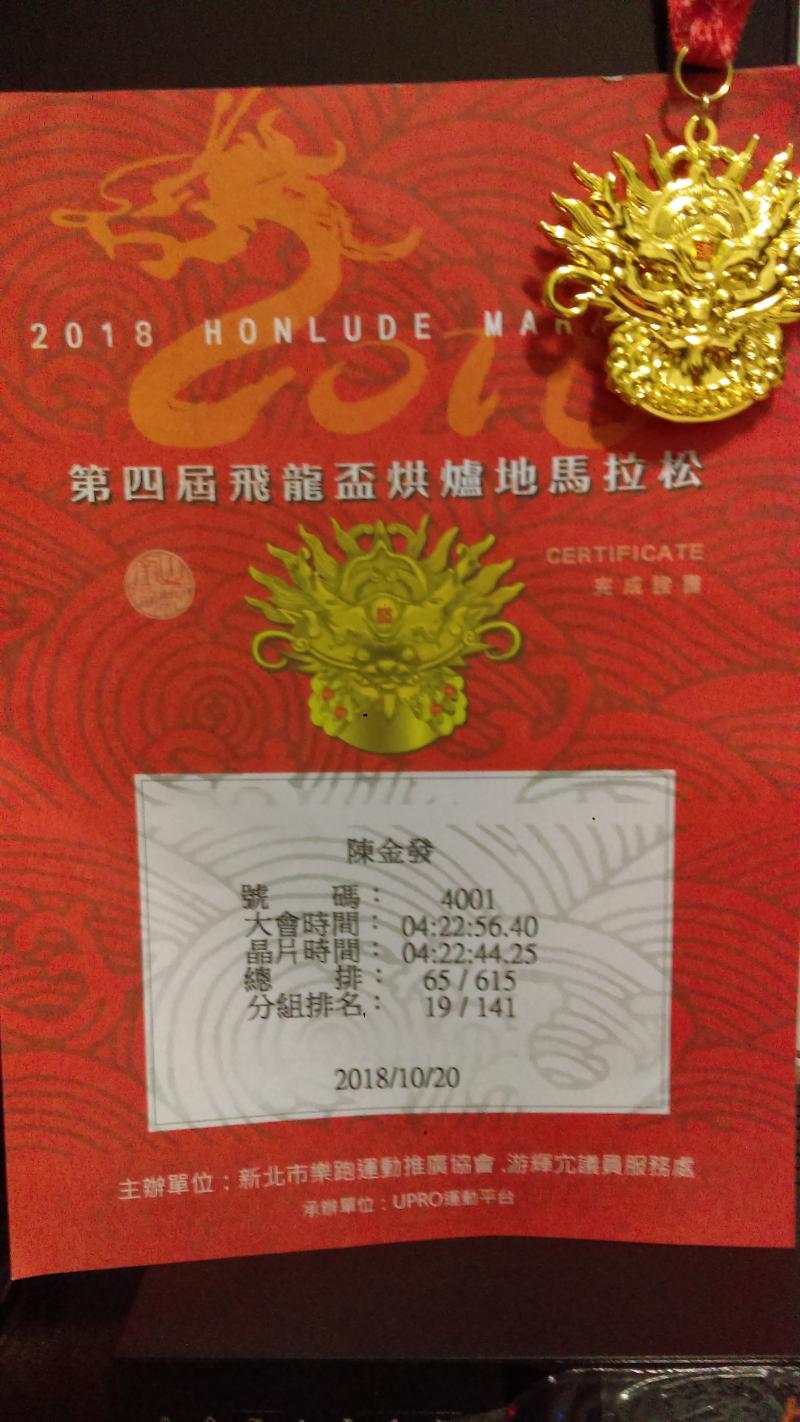 2018 HONLUDE MARA
2018
第四屆飛龍盃烘爐地馬拉松
CERTIFICATE
完成證書
陳金發
號 碼： 4001
大會時間： 04:22:56.40
晶片時間： 04:22:44.25
總 排： 65 / 615
分組排名： 19 / 141
2018/10/20
主辦單位：新北市樂跑運動推廣協會.游輝宂議員服務處
承辦單位：UPRO運動平台